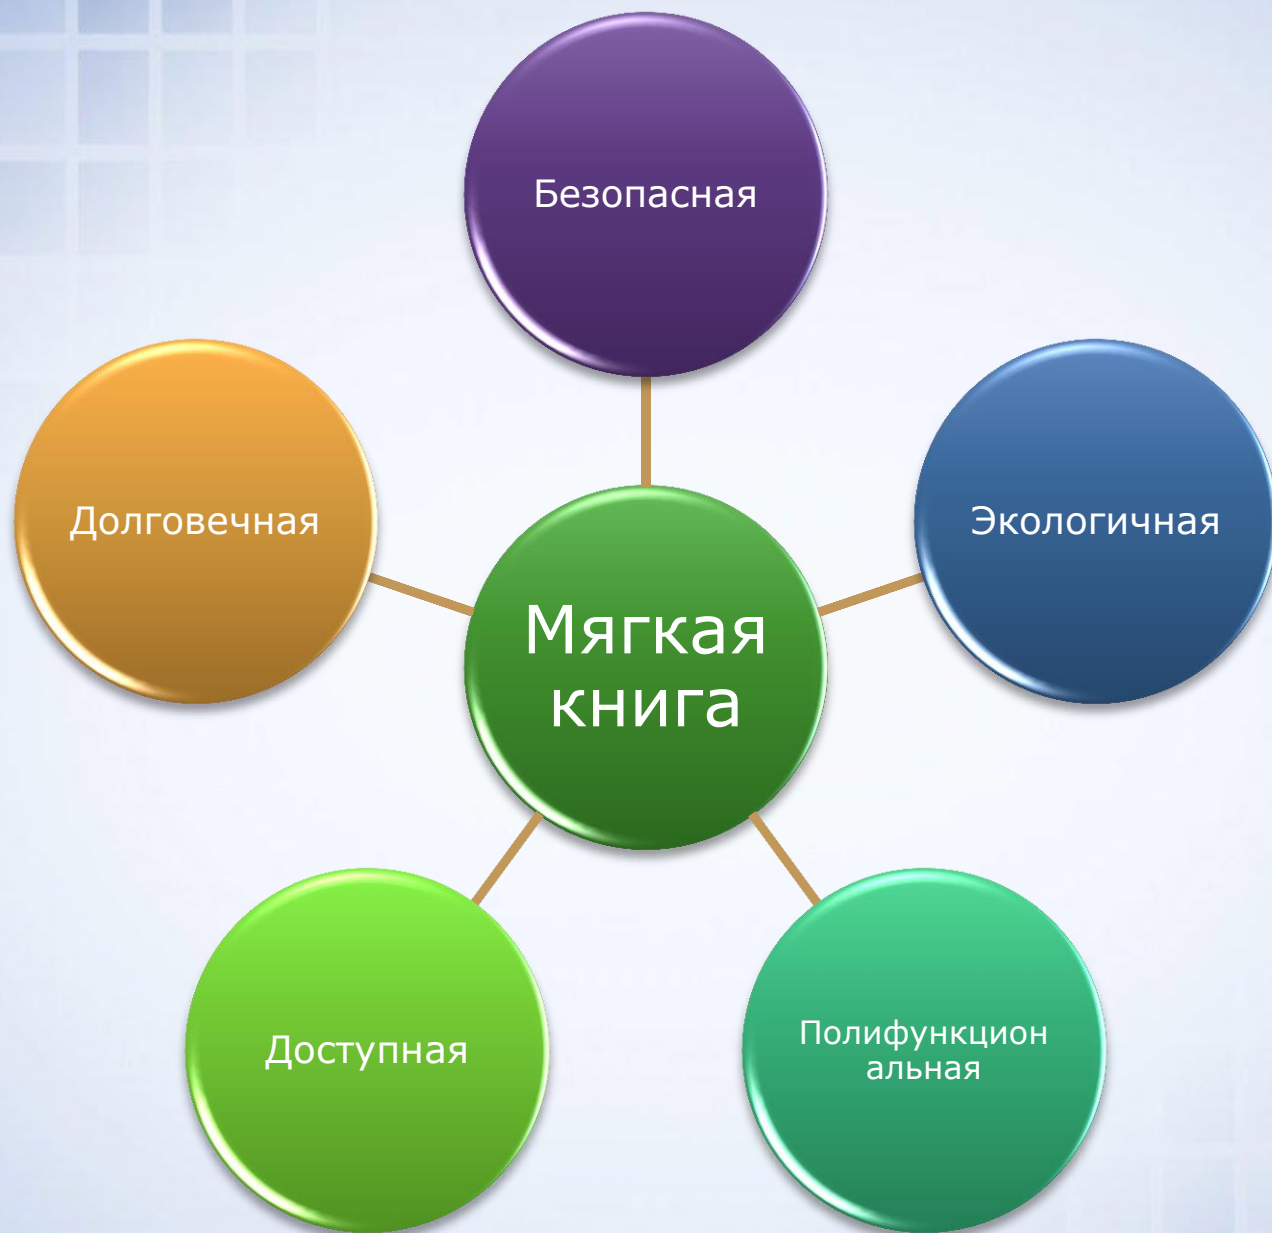 Безопасная
Долговечная
Экологичная
Мягкая
книга
Доступная
Полифункцион
альная